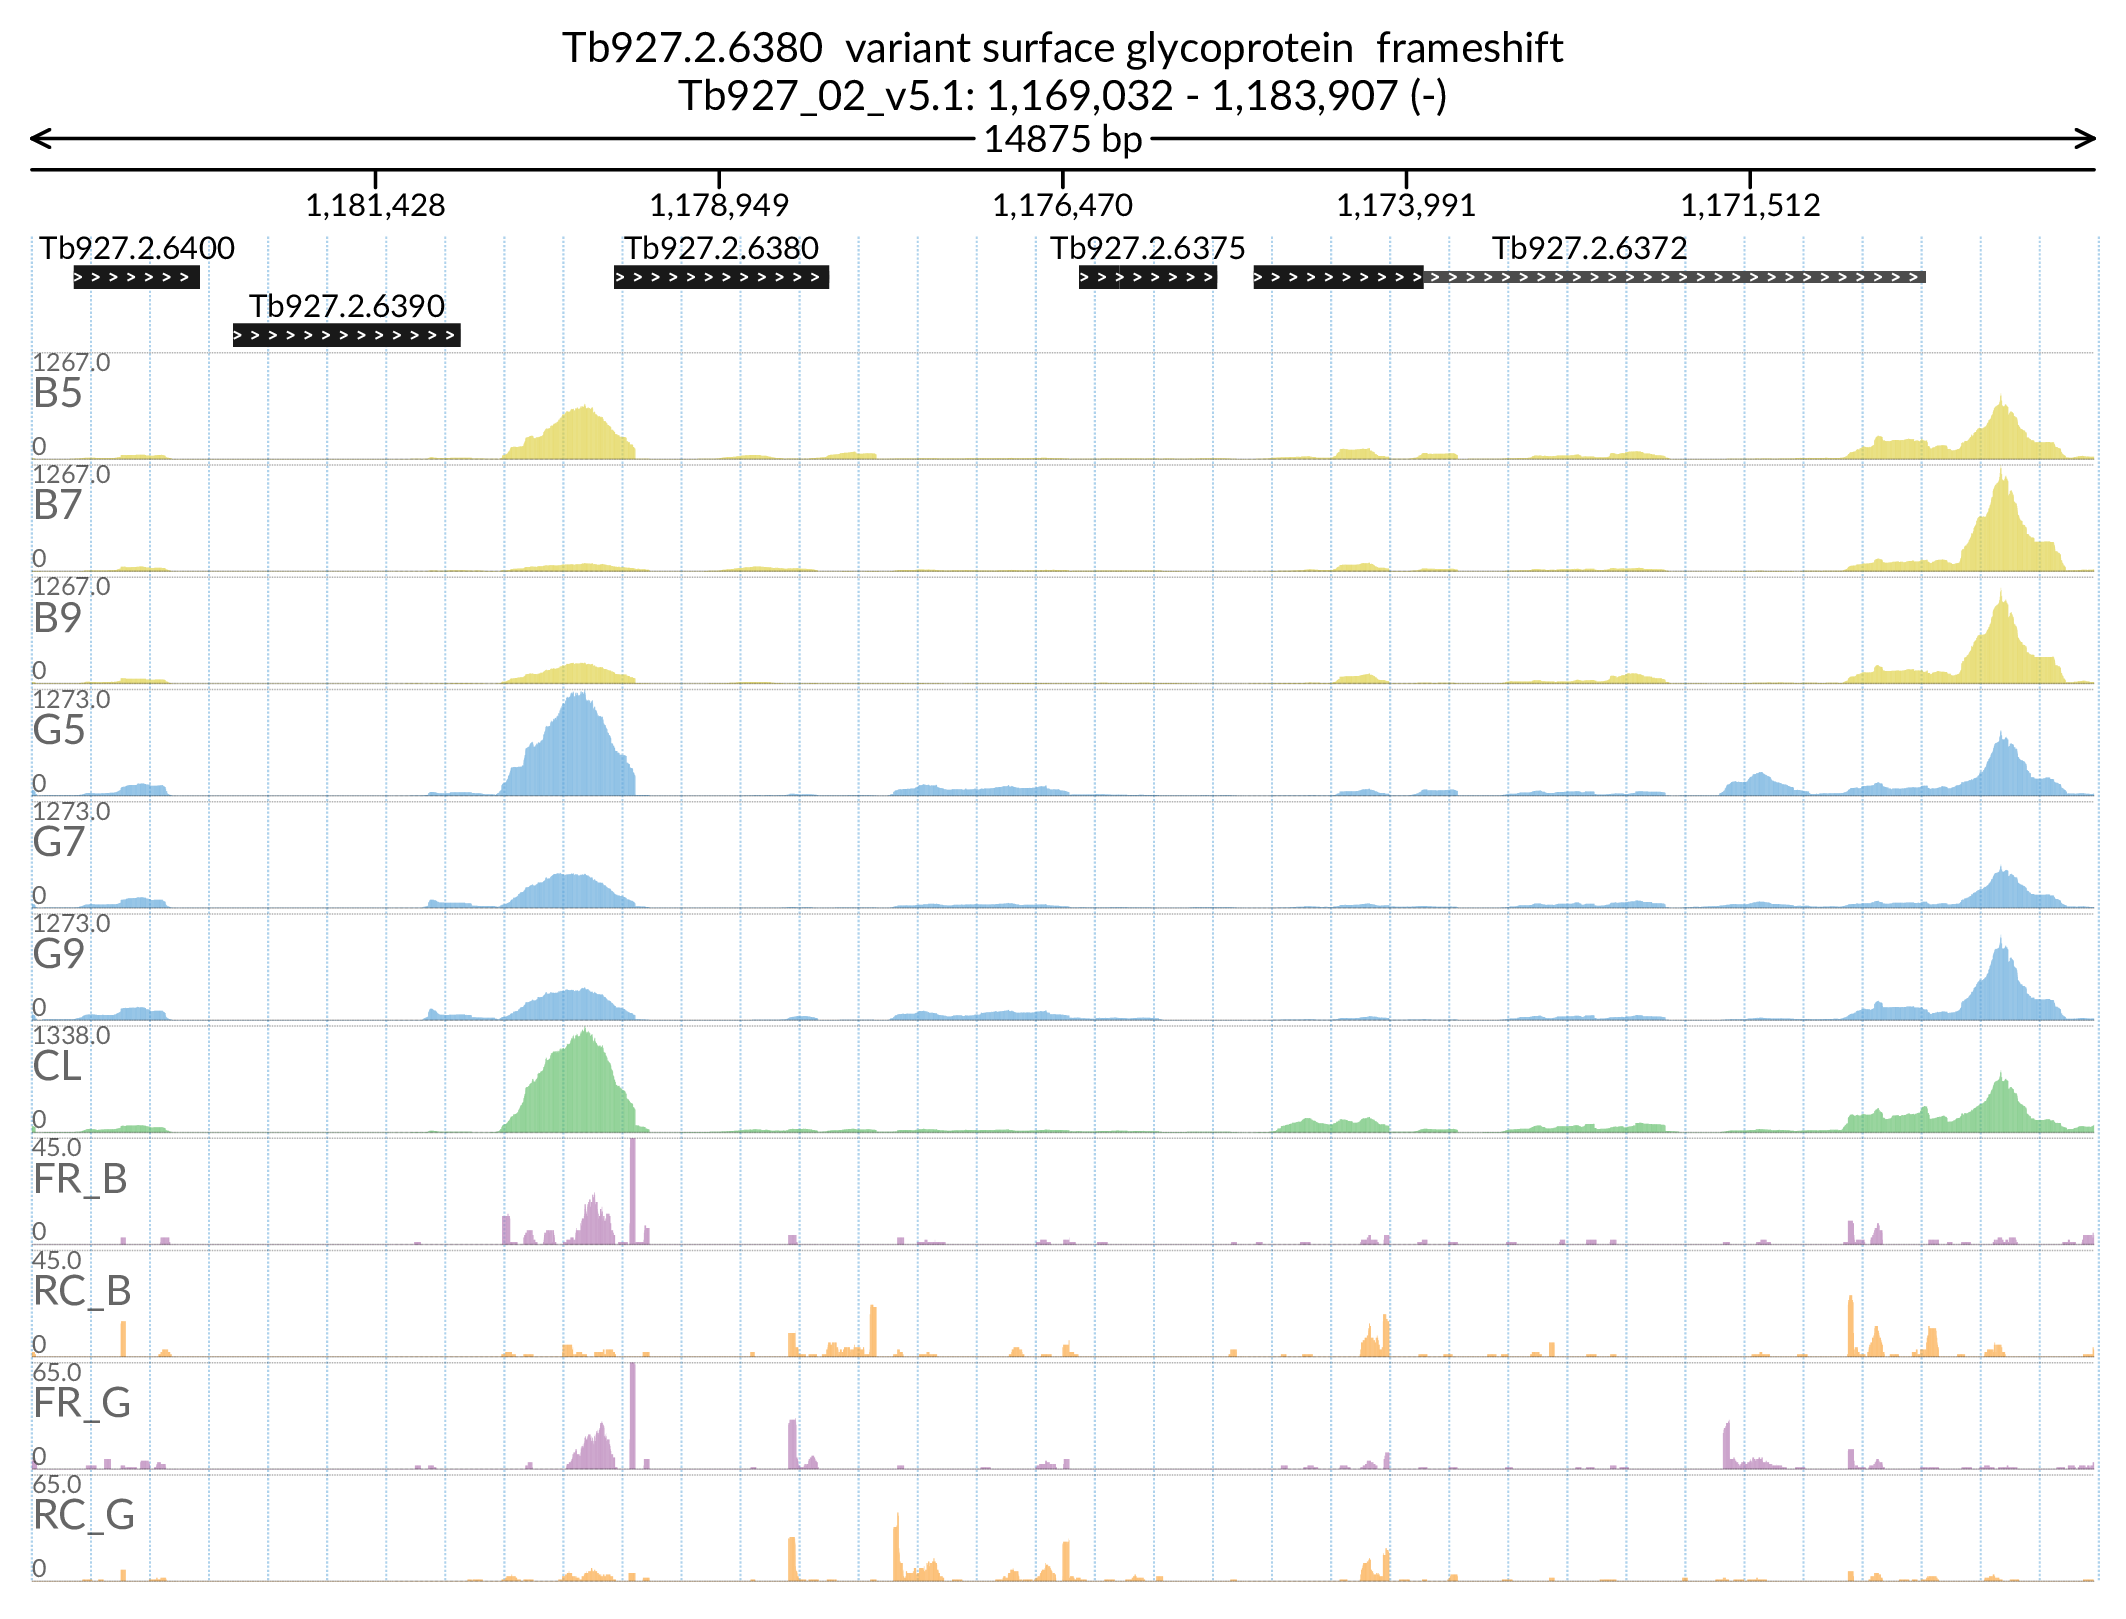 Tb927.2.6380  variant surface glycoprotein  frameshift
Tb927_02_v5.1: 1,169,032 - 1,183,907 (-)
14875 bp
1,181,428 1,178,949 1,176,470 1,173,991 1,171,512
Tb927.2.6400 Tb927.2.6380 Tb927.2.6375 Tb927.2.6372
Tb927.2.6390
1267.0
B5
0
1267.0
B7
0
1267.0
B9
0
1273.0
G5
0
1273.0
G7
0
1273.0
G9
0
1338.0
CL
0
45.0
FR_B
0
45.0
RC_B
0
65.0
FR_G
0
65.0
RC_G
0